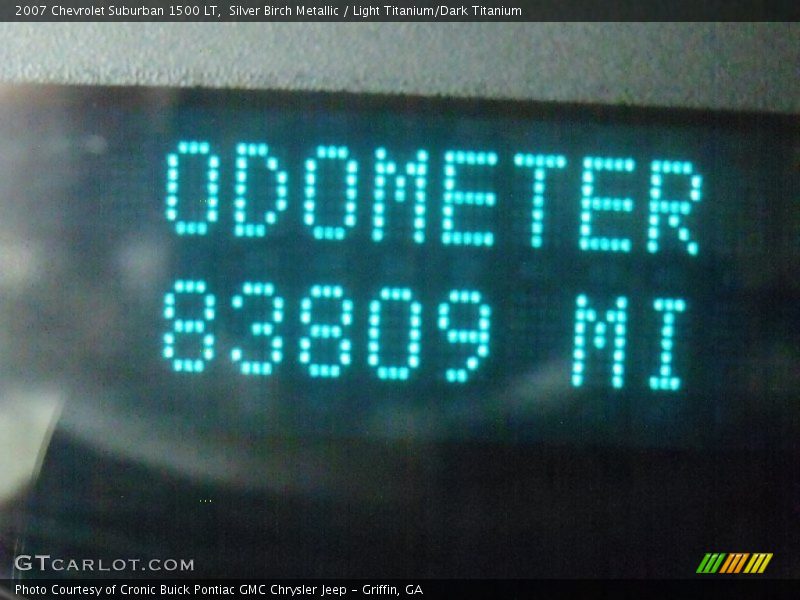 2007 Chevrolet Suburban 1500 LT,  Silver Birch Metallic / Light Titanium/Dark Titanium
ODOMETER
83809 MI
GTCARLOT.COM
Photo Courtesy of Cronic Buick Pontiac GMC Chrysler Jeep - Griffin, GA